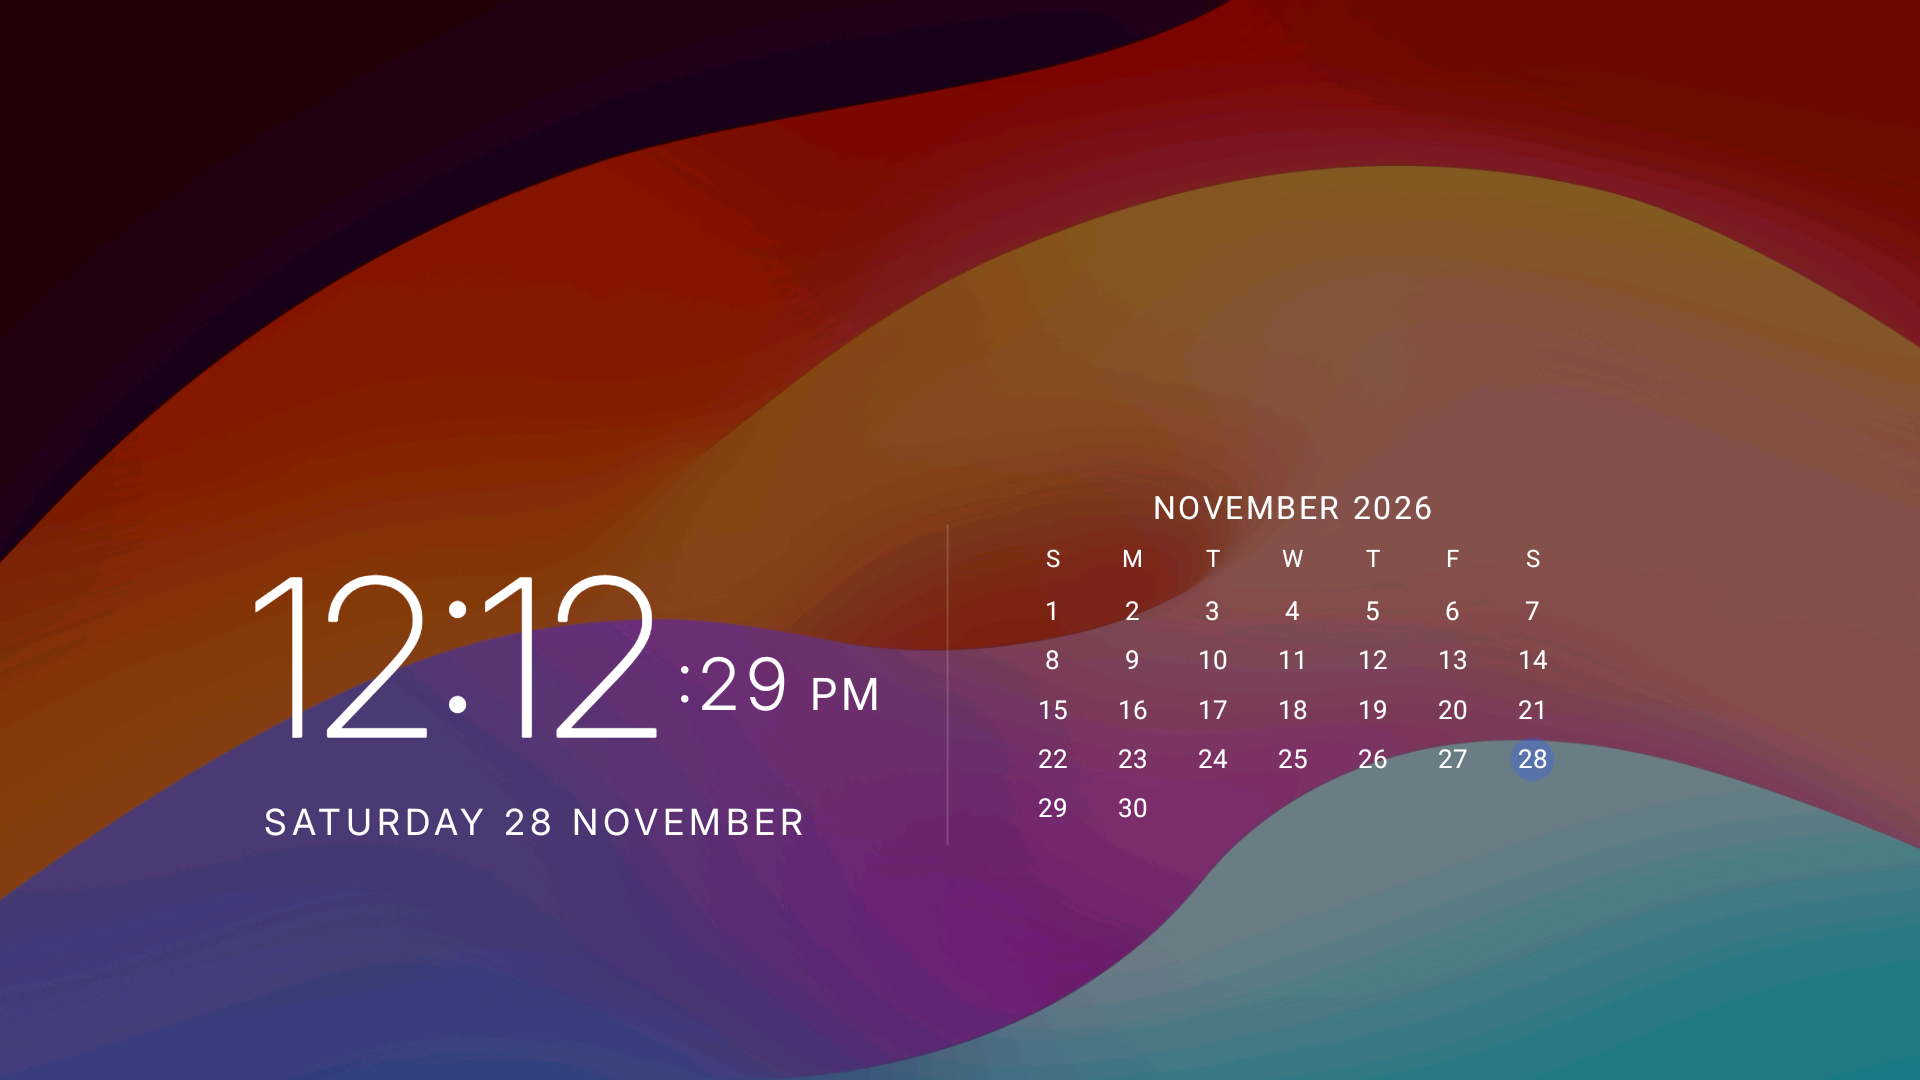 12:12:29 PM
SATURDAY 28 NOVEMBER
NOVEMBER 2026
S M T W T F S
1 2 3 4 5 6 7
8 9 10 11 12 13 14
15 16 17 18 19 20 21
22 23 24 25 26 27 28
29 30